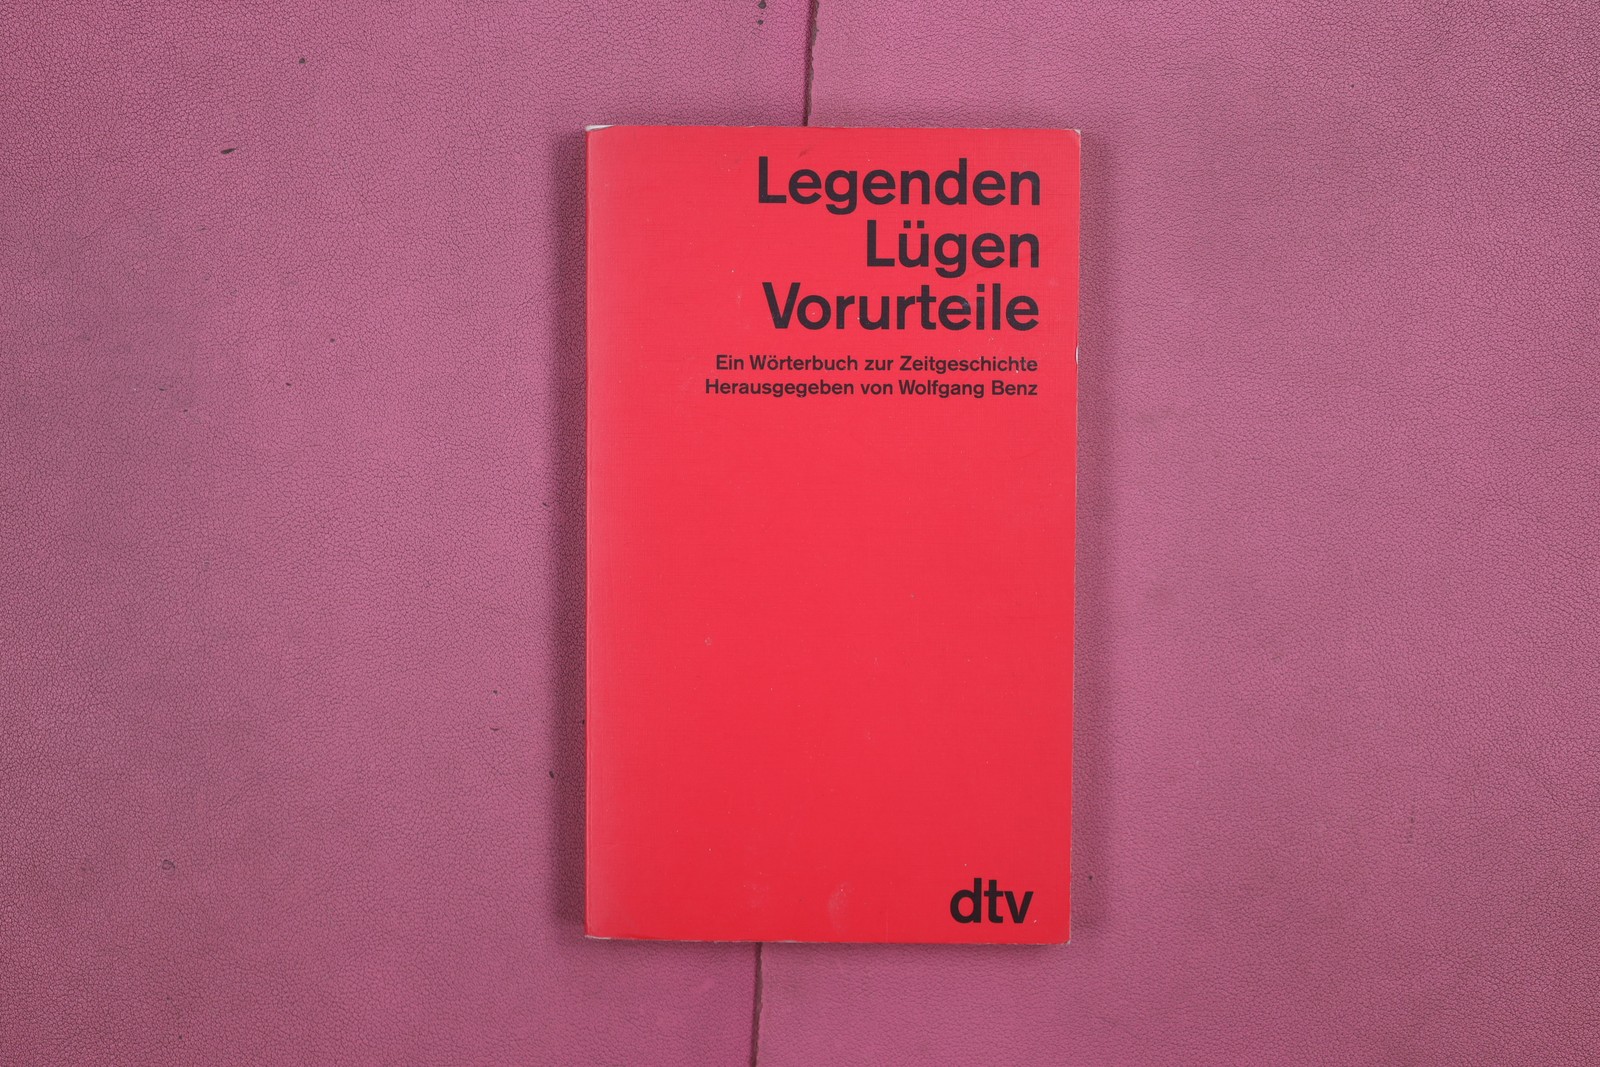 Legenden
Lügen
Vorurteile
Ein Wörterbuch zur Zeitgeschichte
Herausgegeben von Wolfgang Benz
dtv